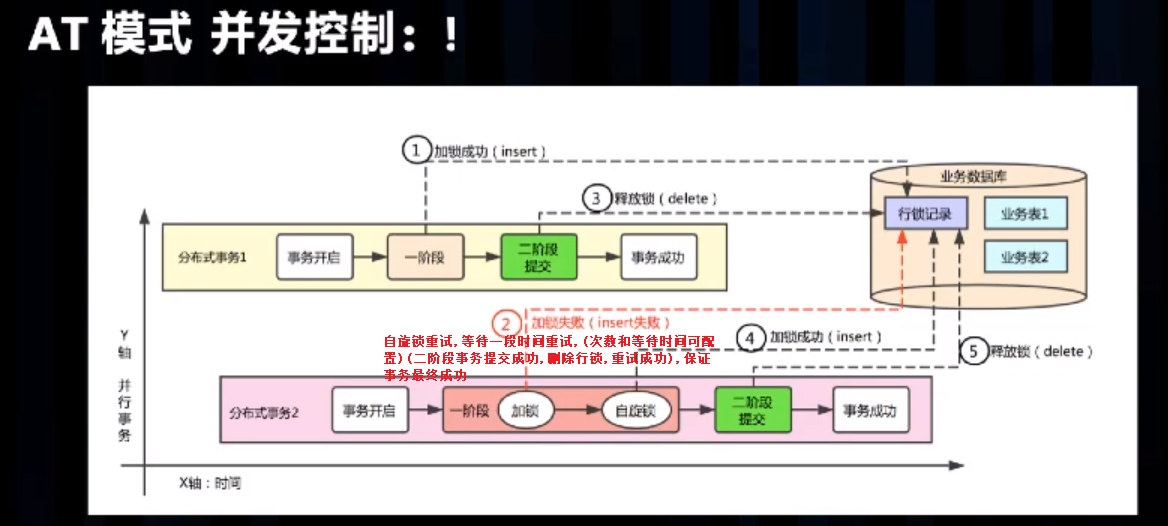 AT 模式 并发控制：!
① 加锁成功（insert）
业务数据库
③ 释放锁（delete）
行锁记录
业务表1
业务表2
分布式事务1
事务开启
一阶段
二阶段
提交
事务成功
② 加锁失败（insert失败）
自旋锁重试,等待一段时间重试,(次数和等待时间可配
置)(二阶段事务提交成功,删除行锁,重试成功),保证
事务最终成功
④ 加锁成功（insert）
⑤ 释放锁（delete）
分布式事务2
事务开启
一阶段
加锁
自旋锁
二阶段
提交
事务成功
Y
轴
并
行
事
务
X轴：时间